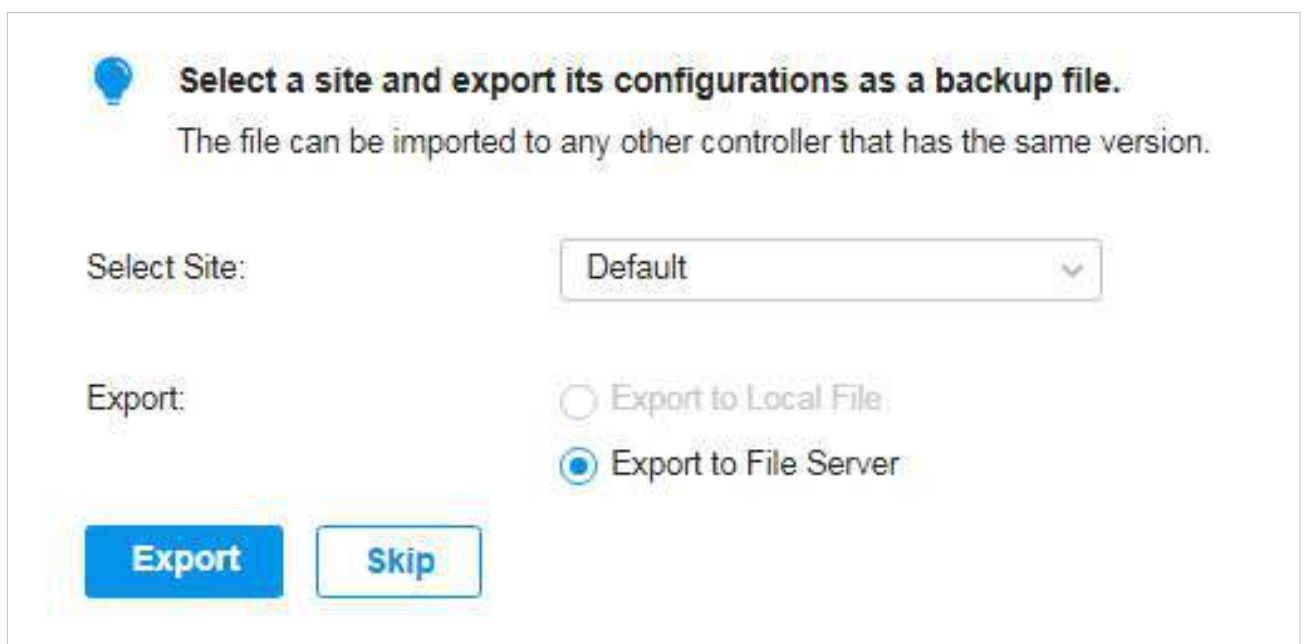 Select a site and export its configurations as a backup file.
The file can be imported to any other controller that has the same version.
Select Site: Default
Export: Export to Local File
Export to File Server
Export Skip